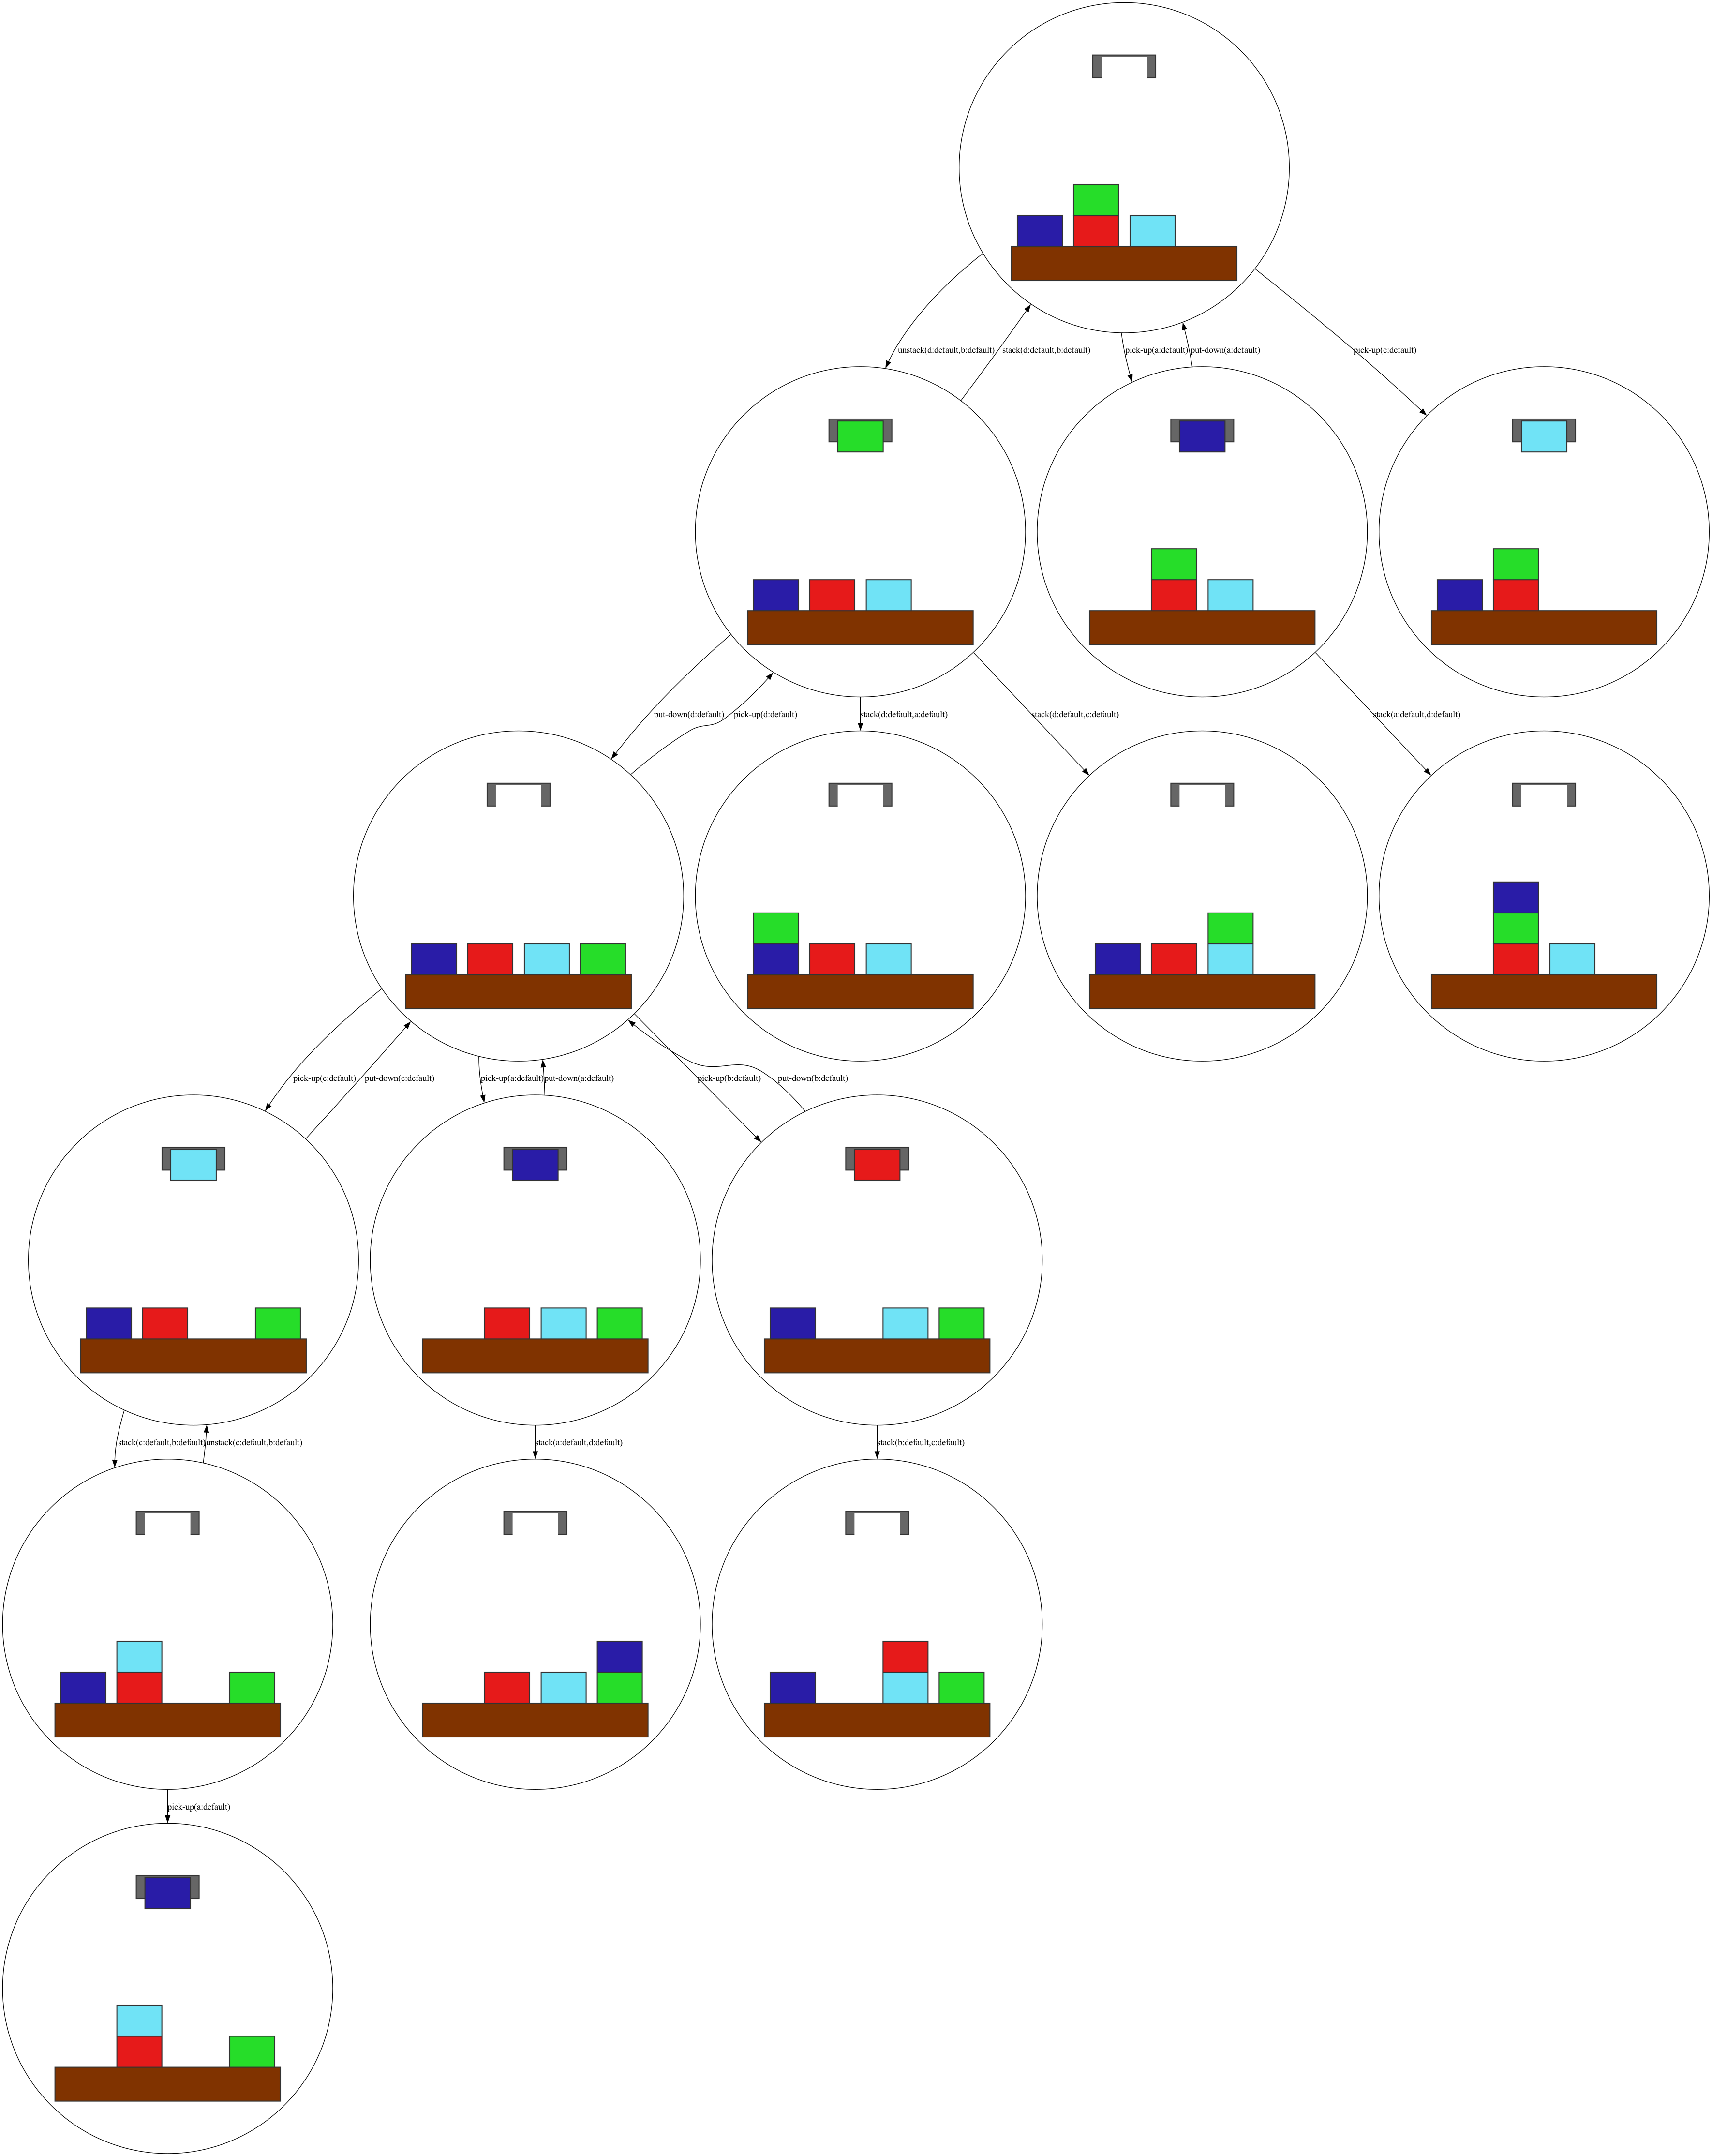 unstack(d:default,b:default)
stack(d:default,b:default)
pick-up(a:default)
put-down(a:default)
pick-up(c:default)
put-down(d:default)
pick-up(d:default)
stack(d:default,a:default)
stack(d:default,c:default)
stack(a:default,d:default)
pick-up(c:default)
put-down(c:default)
pick-up(a:default)
put-down(a:default)
pick-up(b:default)
put-down(b:default)
stack(c:default,b:default)
unstack(c:default,b:default)
stack(a:default,d:default)
stack(b:default,c:default)
pick-up(a:default)